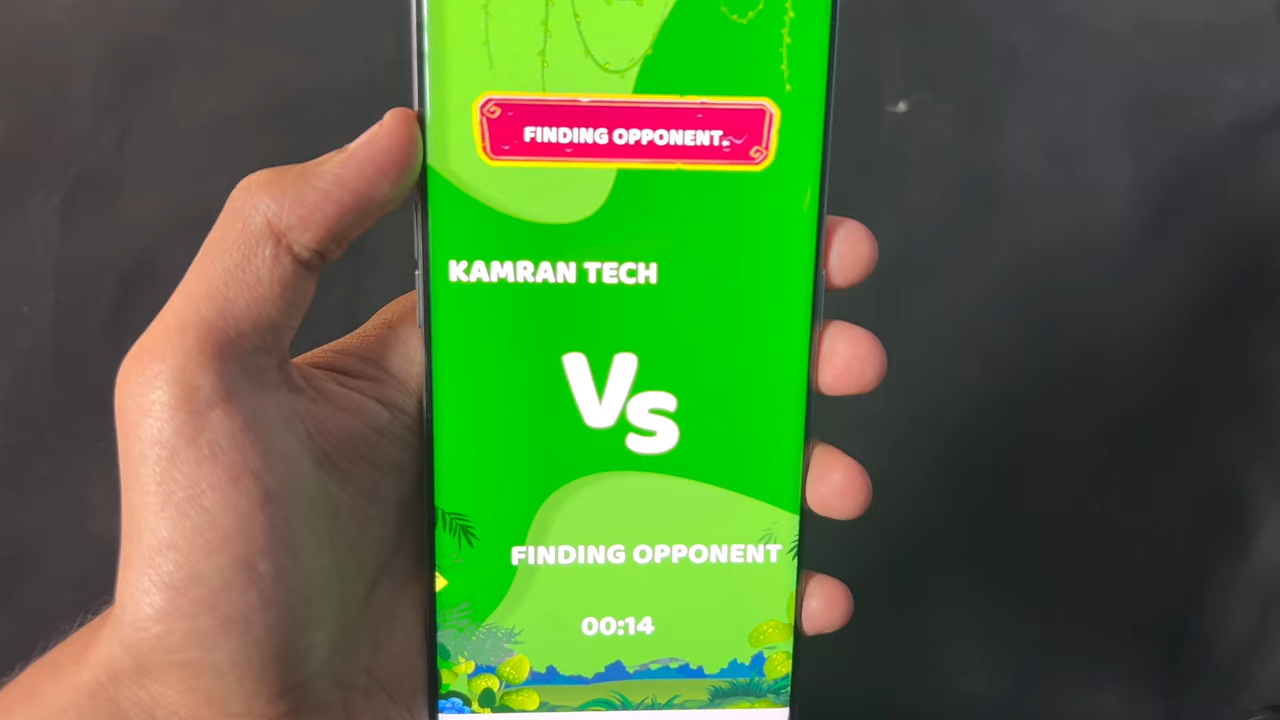 FINDING OPPONENT.
KAMRAN TECH
VS
FINDING OPPONENT
00:14